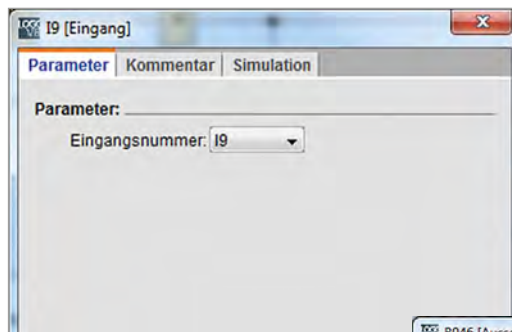 I9 [Eingang]
Parameter Kommentar Simulation
Parameter:
Eingangsnummer: I9